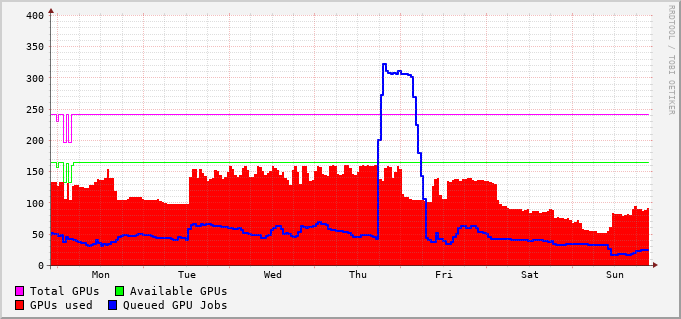 400
350
300
250
200
150
100
50
0
Mon Tue Wed Thu Fri Sat Sun
RRDTOOL / TOBI OETIKER
Total GPUs Available GPUs
GPUs used Queued GPU Jobs